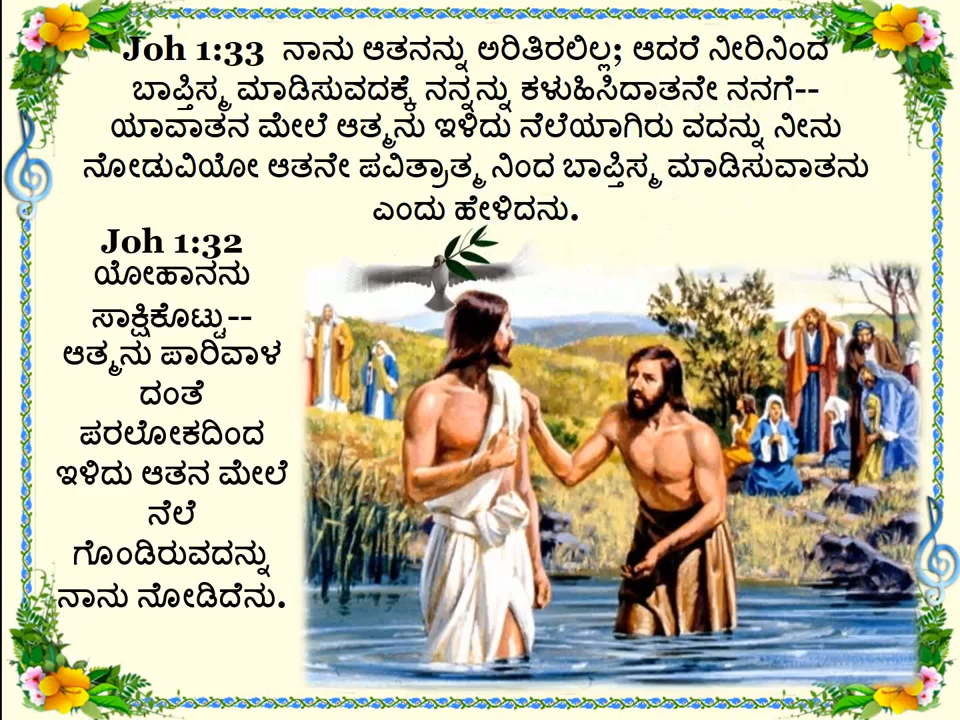 Joh 1:33 ನಾನು ಆತನನ್ನು ಅರಿತಿರಲಿಲ್ಲ; ಆದರೆ ನೀರಿನಿಂದ
ಬಾಪ್ತಿಸ್ಮ ಮಾಡಿಸುವದಕ್ಕೆ ನನ್ನನ್ನು ಕಳುಹಿಸಿದಾತನೇ ನನಗೆ--
ಯಾವಾತನ ಮೇಲೆ ಆತ್ಮನು ಇಳಿದು ನೆಲೆಯಾಗಿರು ವದನ್ನು ನೀನು
ನೋಡುವಿಯೋ ಆತನೇ ಪವಿತ್ರಾತ್ಮ ನಿಂದ ಬಾಪ್ತಿಸ್ಮ ಮಾಡಿಸುವಾತನು
ಎಂದು ಹೇಳಿದನು.
Joh 1:32
ಯೋಹಾನನು
ಸಾಕ್ಷಿಕೊಟ್ಟು--
ಆತ್ಮನು ಪಾರಿವಾಳ
ದಂತೆ
ಪರಲೋಕದಿಂದ
ಇಳಿದು ಆತನ ಮೇಲೆ
ನೆಲೆ
ಗೊಂಡಿರುವದನ್ನು
ನಾನು ನೋಡಿದೆನು.